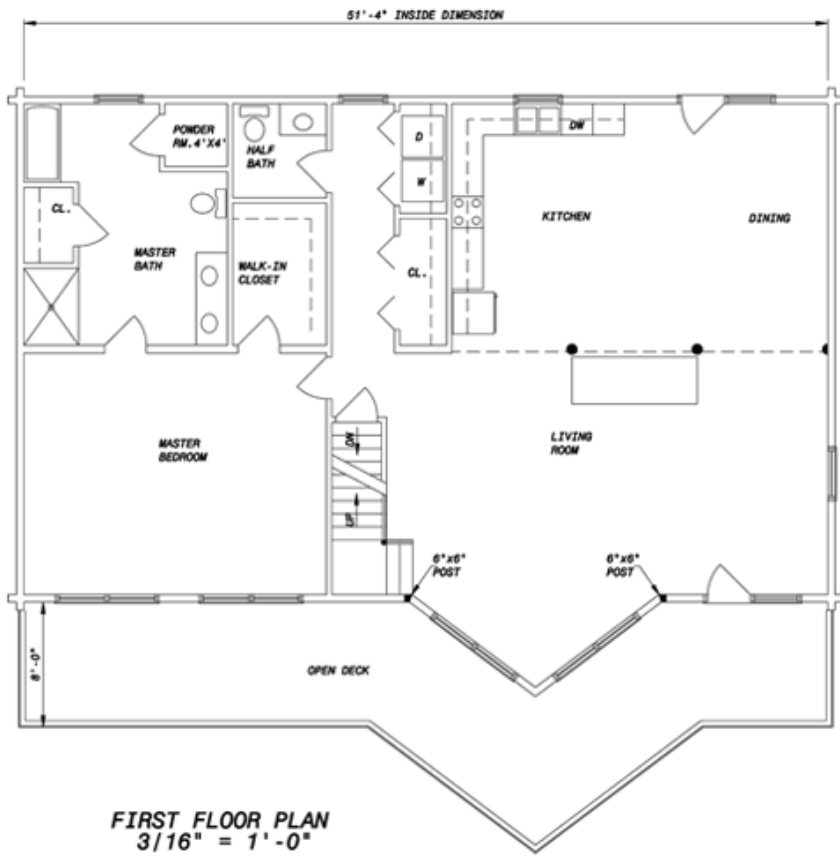 51'-4" INSIDE DIMENSION
POWDER
RM. 4'X4'
HALF
BATH
D
W
DW
CL.
KITCHEN
DINING
MASTER
BATH
WALK-IN
CLOSET
CL.
MASTER
BEDROOM
DN
UP
LIVING
ROOM
6"x6"
POST
6"x6"
POST
8'-0"
OPEN DECK
FIRST FLOOR PLAN
3/16" = 1'-0"